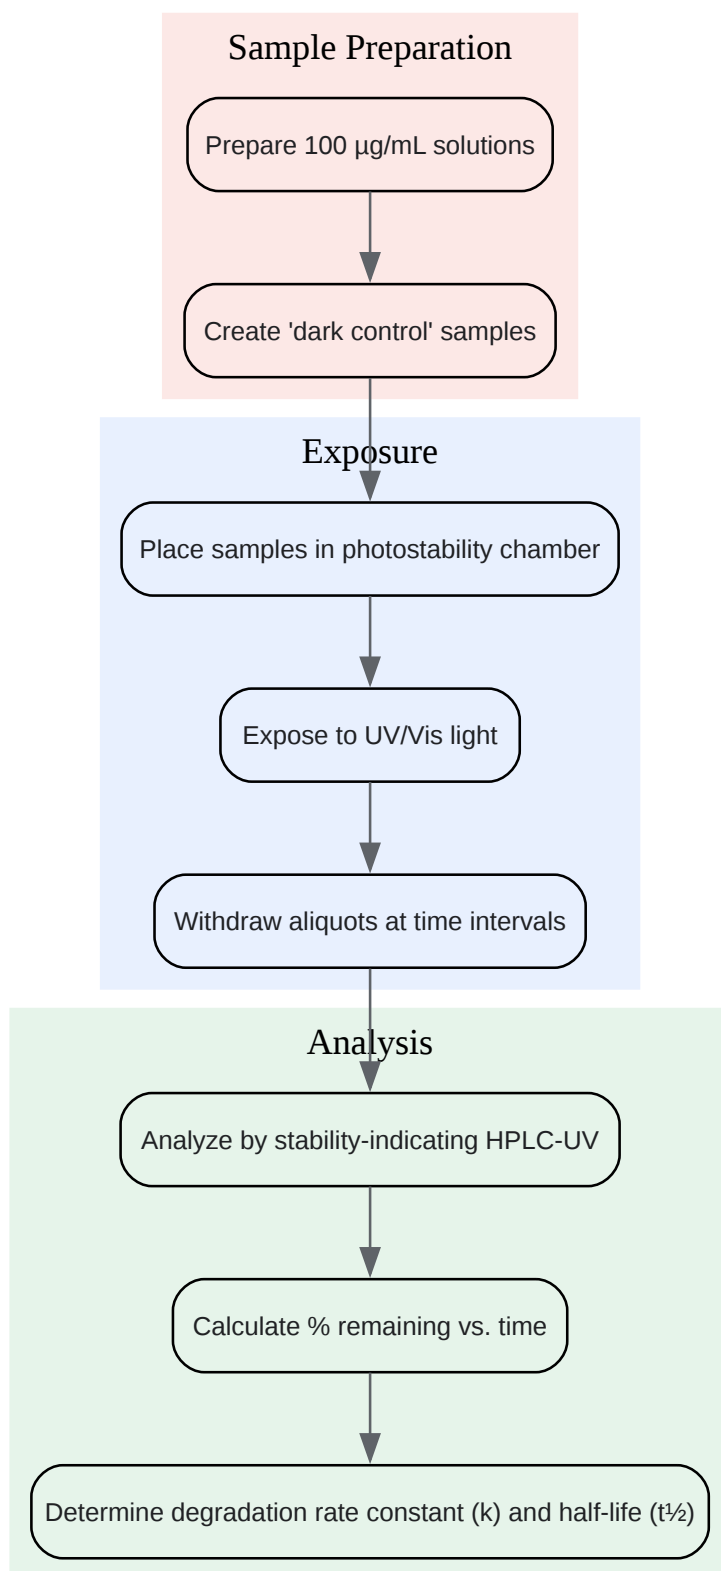 Sample Preparation
Prepare 100 µg/mL solutions
Create 'dark control' samples
Exposure
Place samples in photostability chamber
Expose to UV/Vis light
Withdraw aliquots at time intervals
Analysis
Analyze by stability-indicating HPLC-UV
Calculate % remaining vs. time
Determine degradation rate constant (k) and half-life (t½)